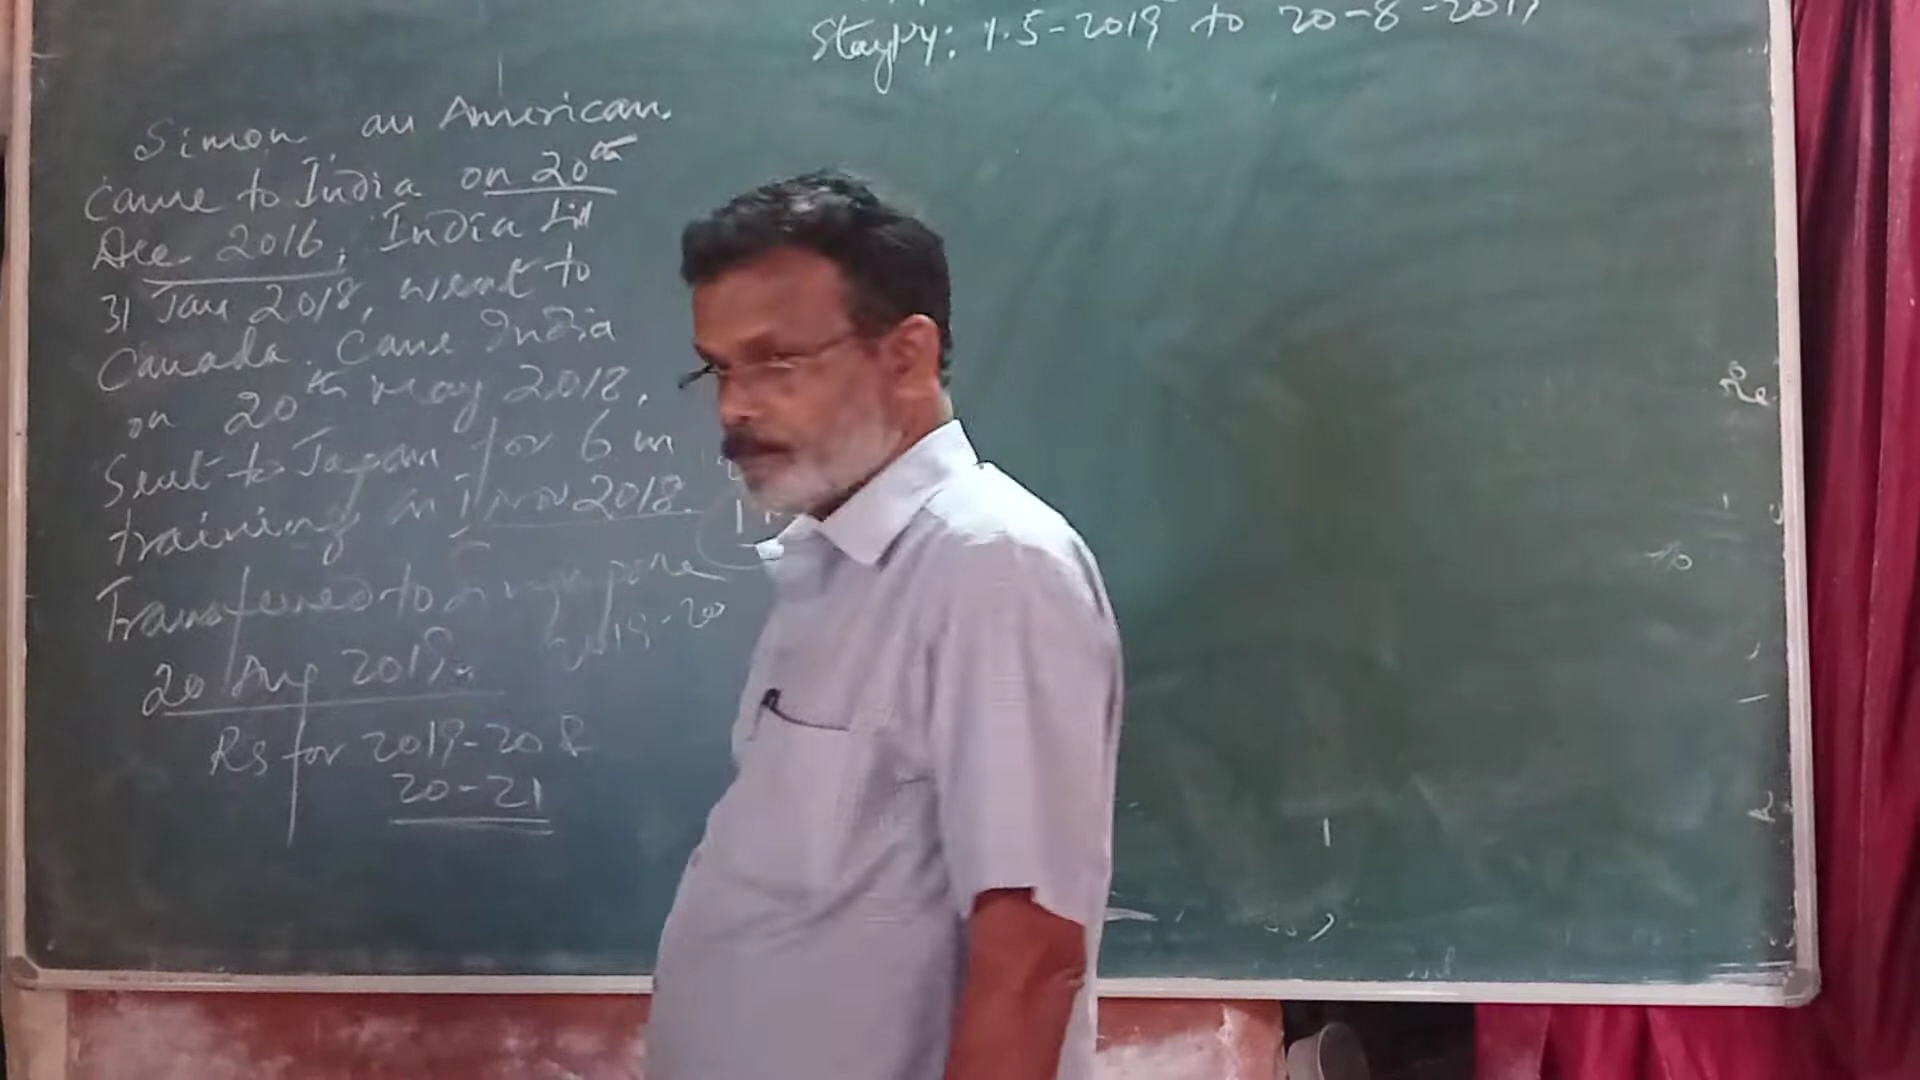 Stay py: 1.5-2019 to 20-8-2019
Simon an American
came to India on 20th
Dec. 2016, India till
31 Jan 2018, went to
Canada. Came India
on 20th may 2018.
Sent to Japan for 6 m
training on 1 nov 2018.
Transferred to Singapore
2019-20
20 Aug 2019.
RS for 2019-20 &
20-21
Re